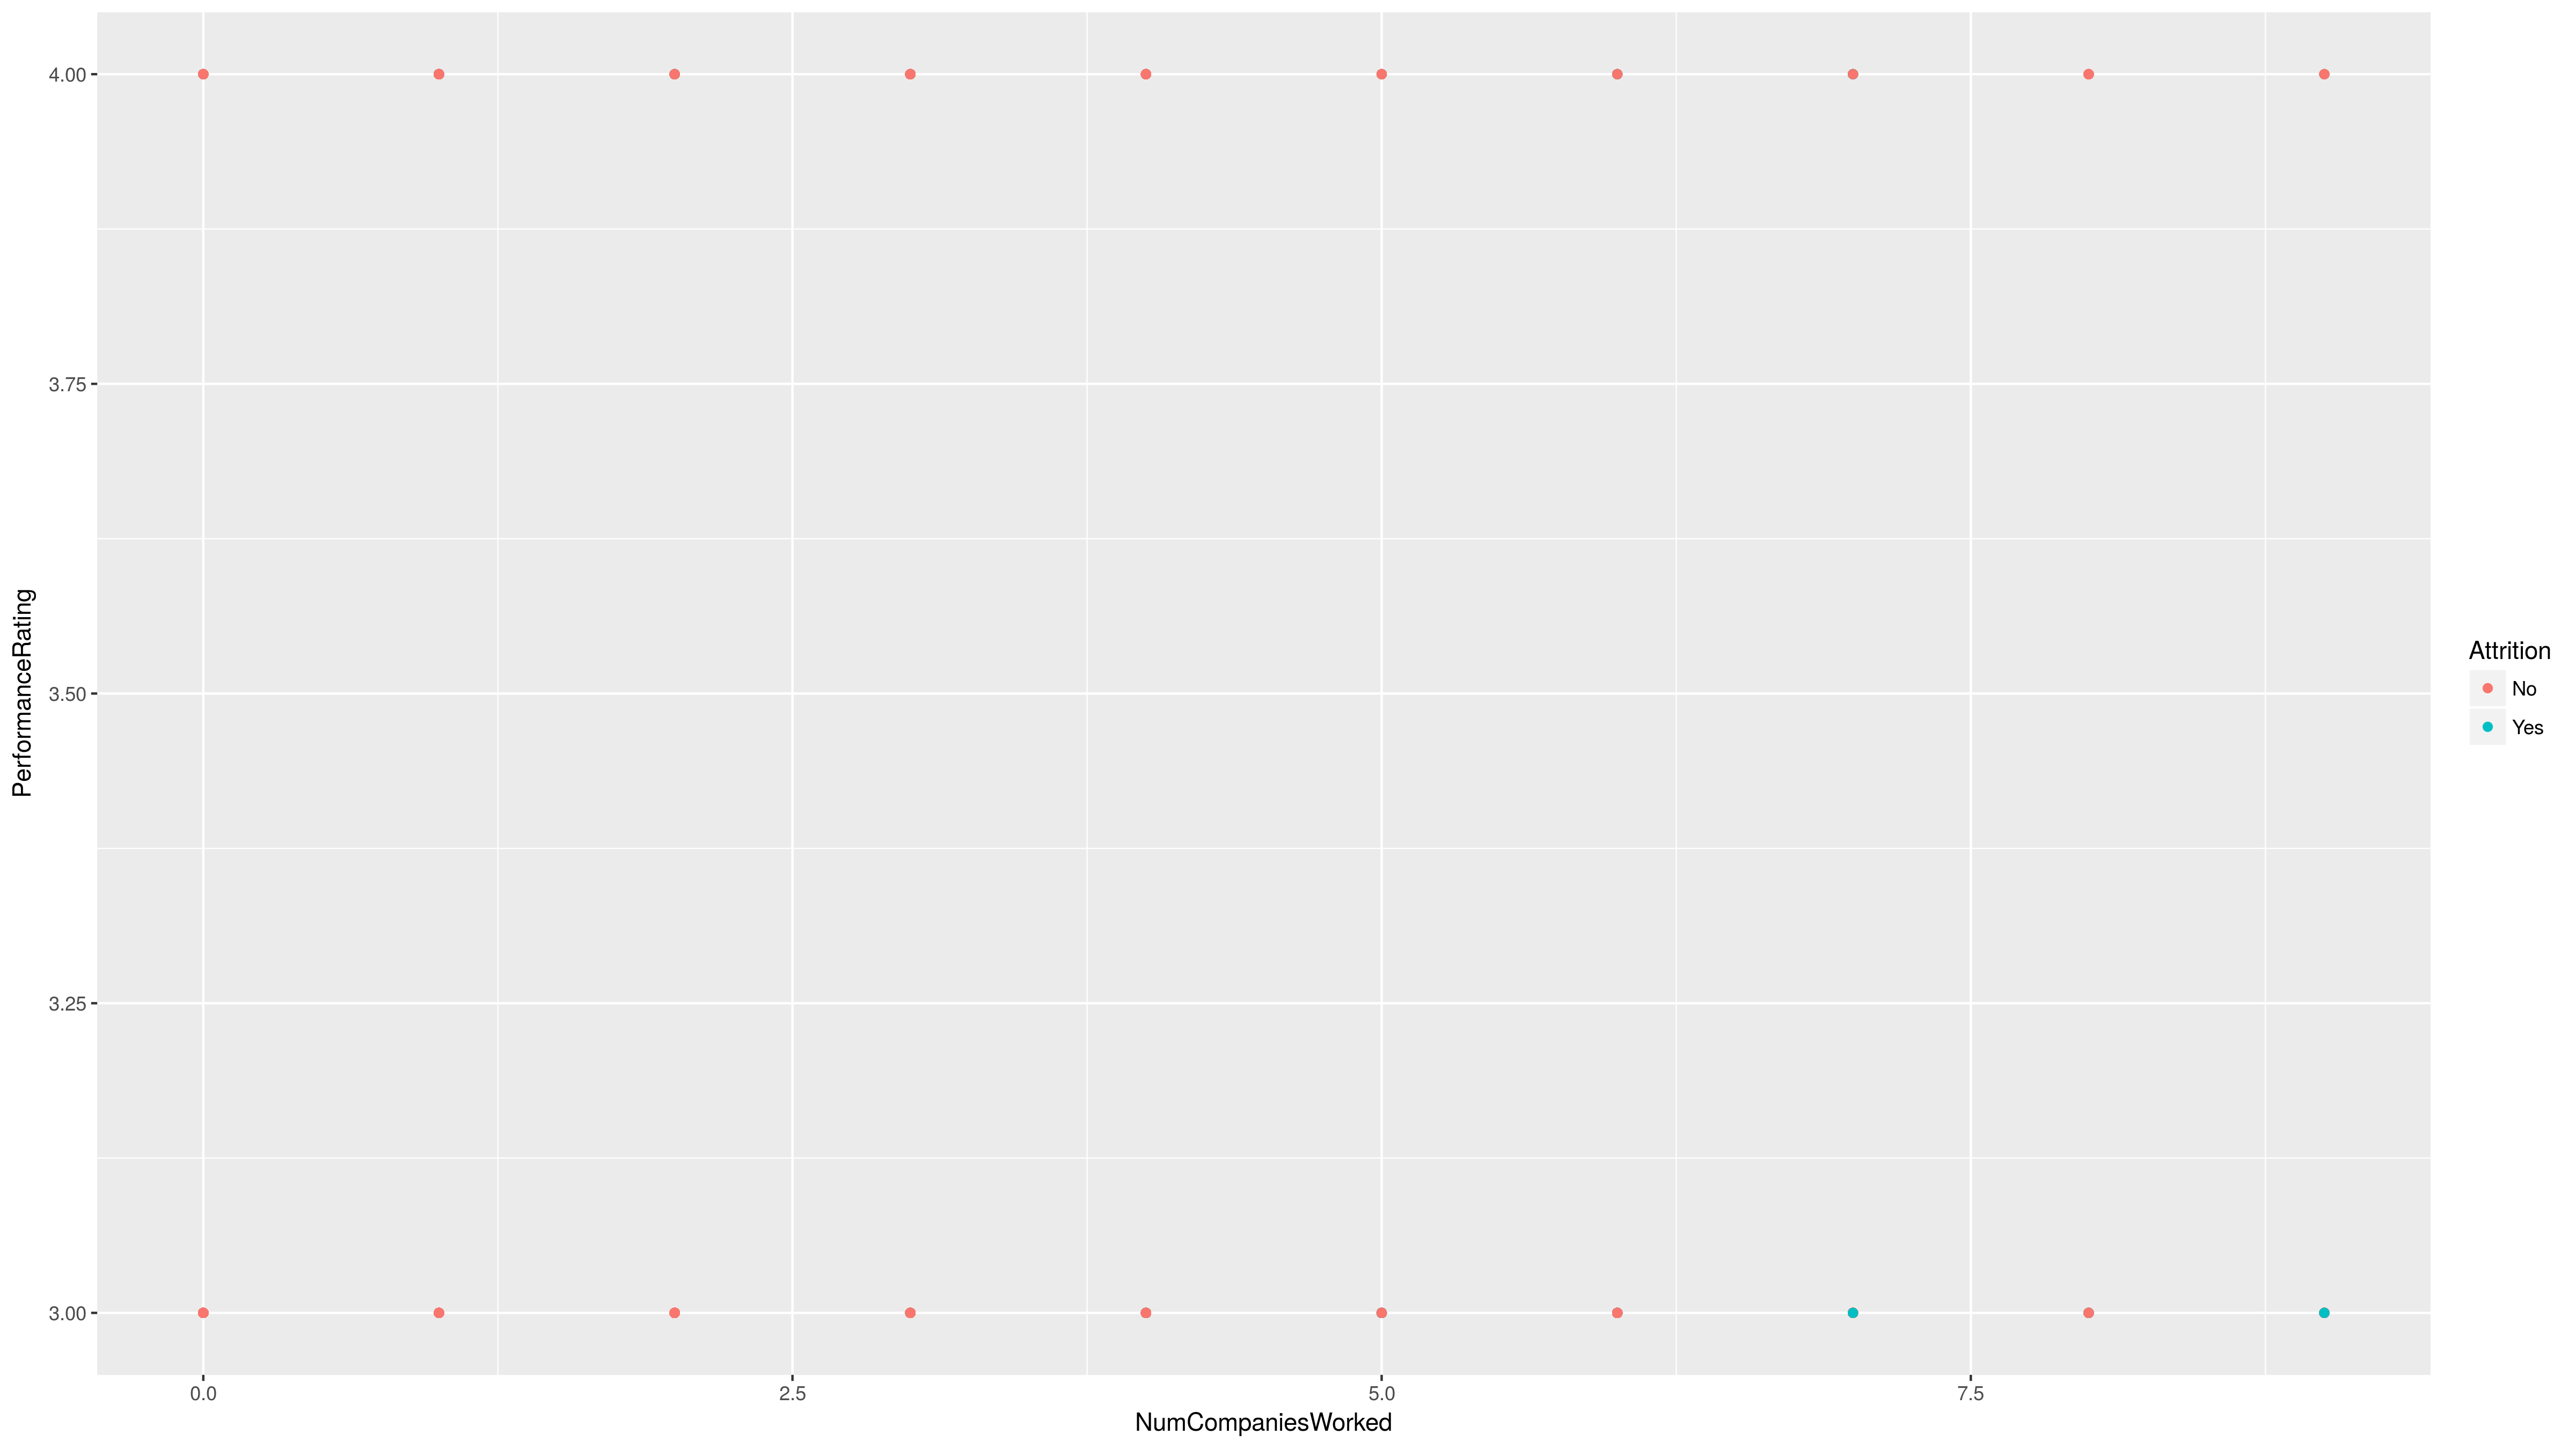 4.00
3.75
3.50
3.25
3.00
PerformanceRating
0.0 2.5 5.0 7.5
NumCompaniesWorked
Attrition
No
Yes